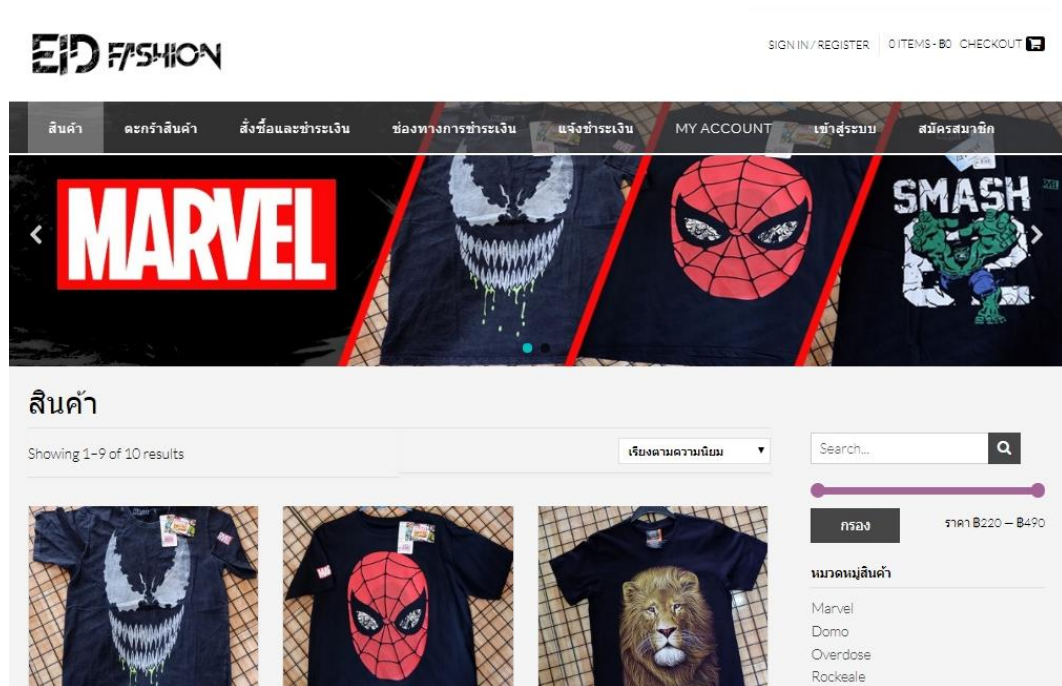 EID FASHION
SIGN IN / REGISTER 0 ITEMS - ฿0 CHECKOUT
สินค้า ตะกร้าสินค้า สั่งซื้อและชำระเงิน ช่องทางการชำระเงิน แจ้งชำระเงิน MY ACCOUNT เข้าสู่ระบบ สมัครสมาชิก
MARVEL
SMASH
สินค้า
Showing 1–9 of 10 results
เรียงตามความนิยม
Search...
กรอง
ราคา ฿220 — ฿490
หมวดหมู่สินค้า
Marvel
Domo
Overdose
Rockeale